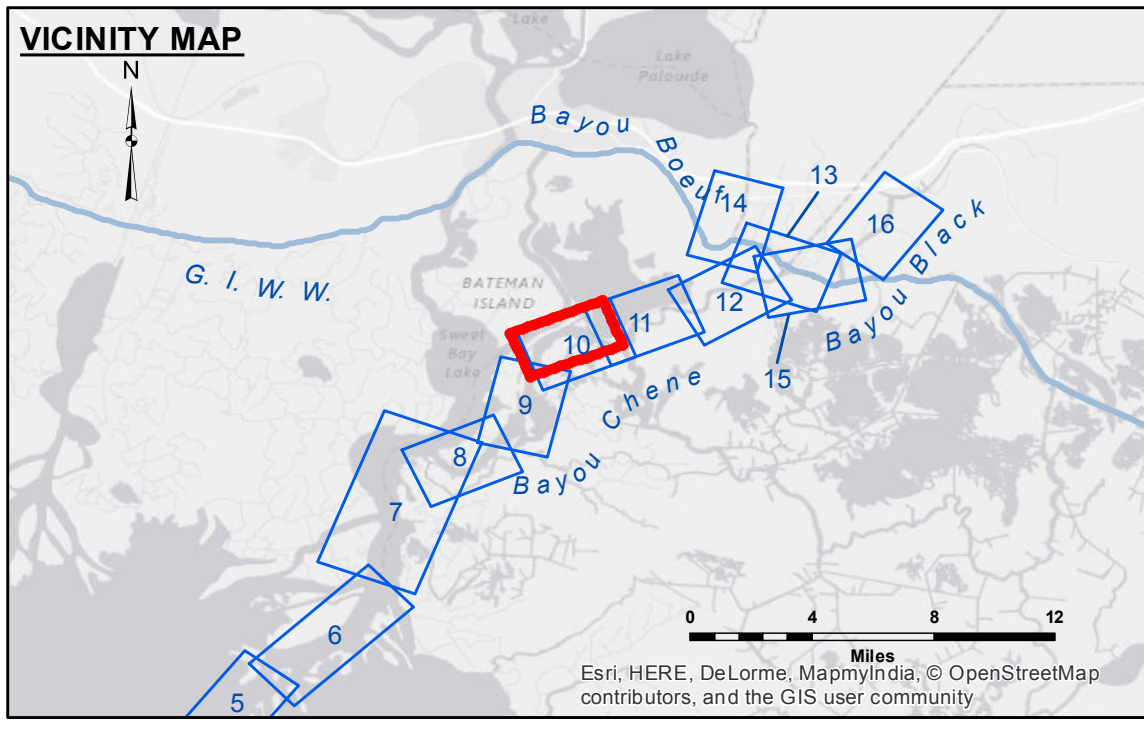 VICINITY MAP
N
Lake
Lake
Palourde
Bayou
Boeuf
13
14
16
G. I. W. W.
BATEMAN
ISLAND
Bayou Black
12
11
10
Sweet
Bay
Lake
15
9
Bayou Chene
8
7
6
5
0 4 8 12
Miles
Esri, HERE, DeLorme, MapmyIndia, © OpenStreetMap
contributors, and the GIS user community